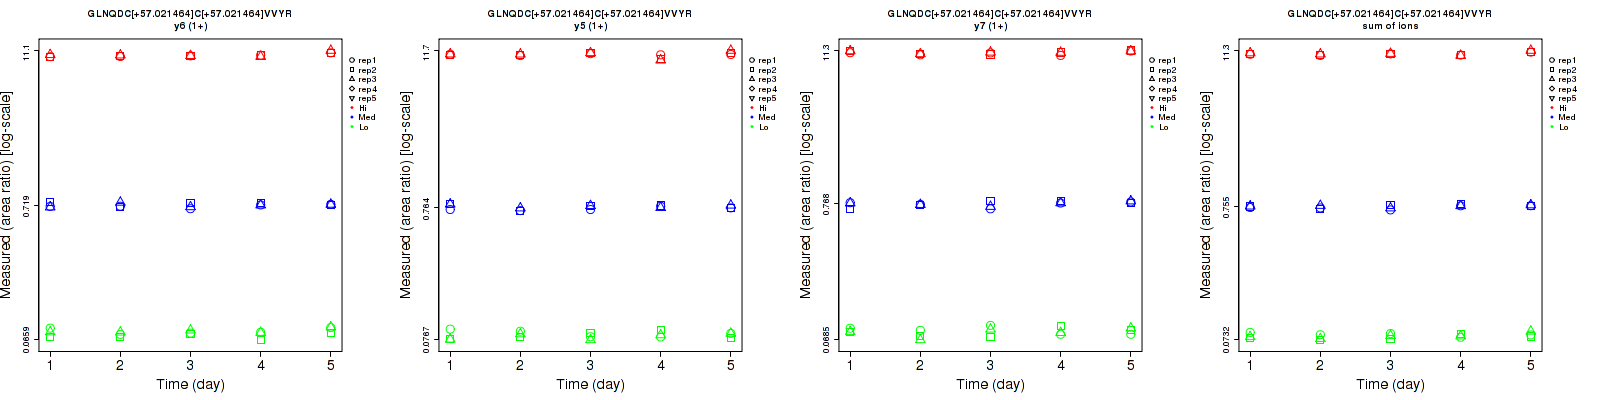 GLNQDC[+57.021464]C[+57.021464]VVYR
y6 (1+)
Measured (area ratio) [log-scale]
11.1
0.719
0.0659
1 2 3 4 5
Time (day)
rep1
rep2
rep3
rep4
rep5
Hi
Med
Lo
GLNQDC[+57.021464]C[+57.021464]VVYR
y5 (1+)
Measured (area ratio) [log-scale]
11.7
0.764
0.0767
1 2 3 4 5
Time (day)
rep1
rep2
rep3
rep4
rep5
Hi
Med
Lo
GLNQDC[+57.021464]C[+57.021464]VVYR
y7 (1+)
Measured (area ratio) [log-scale]
11.3
0.768
0.0685
1 2 3 4 5
Time (day)
rep1
rep2
rep3
rep4
rep5
Hi
Med
Lo
GLNQDC[+57.021464]C[+57.021464]VVYR
sum of ions
Measured (area ratio) [log-scale]
11.3
0.755
0.0732
1 2 3 4 5
Time (day)
rep1
rep2
rep3
rep4
rep5
Hi
Med
Lo